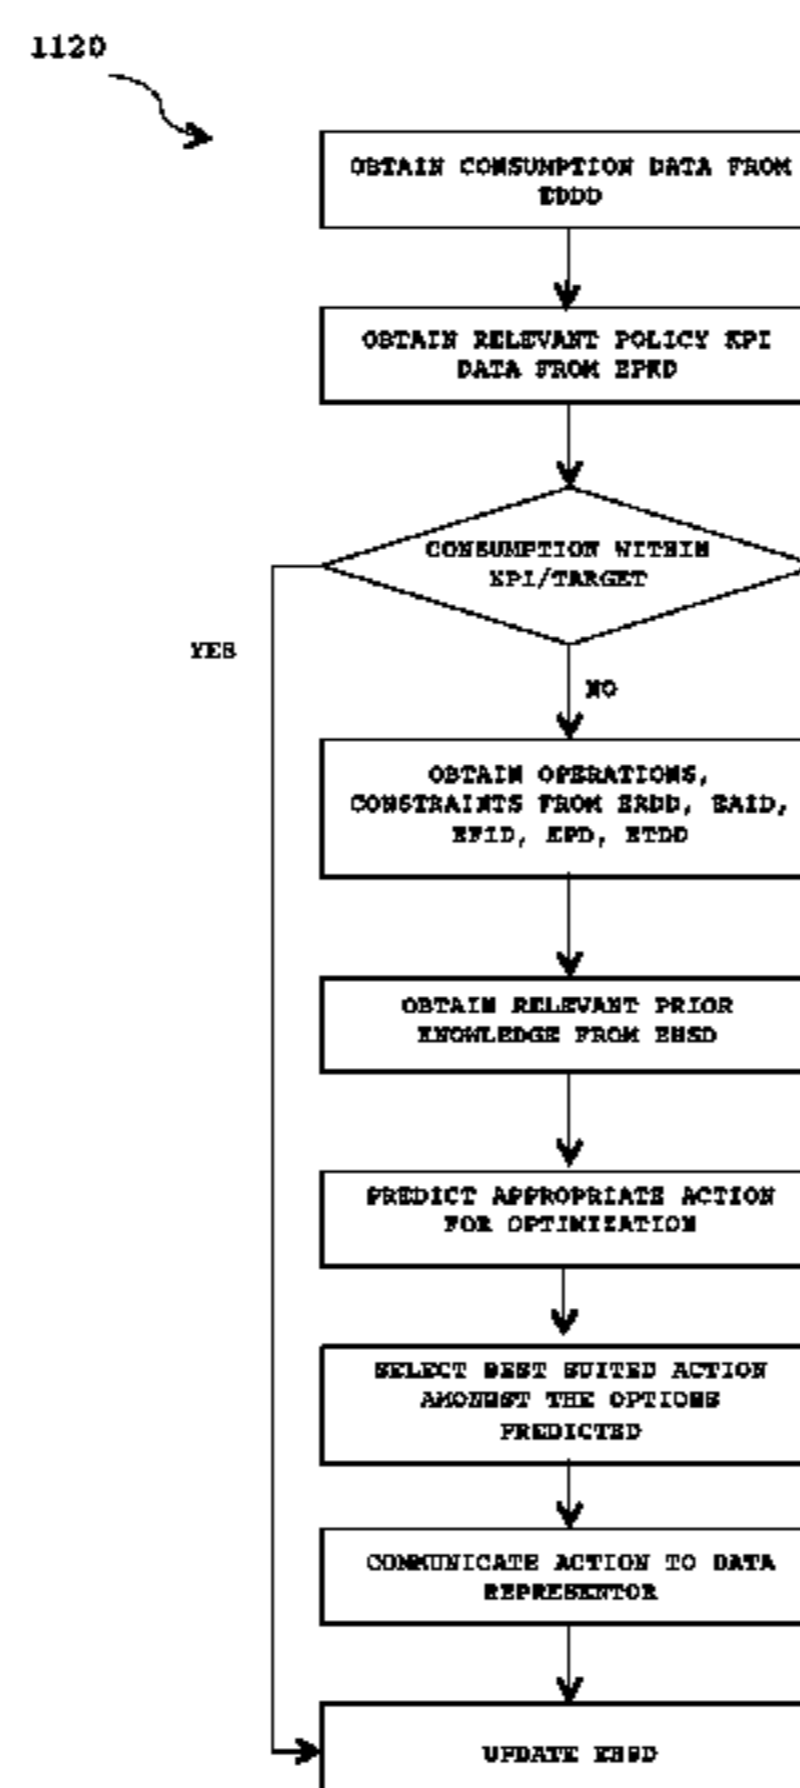 1120
OBTAIN CONSUMPTION DATA FROM
EDDD
OBTAIN RELEVANT POLICY KPI
DATA FROM EPKD
CONSUMPTION WITHIN
KPI/TARGET
YES
NO
OBTAIN OPERATIONS,
CONSTRAINTS FROM ERDD, EAID,
EFID, EPD, ETDD
OBTAIN RELEVANT PRIOR
KNOWLEDGE FROM EHSD
PREDICT APPROPRIATE ACTION
FOR OPTIMIZATION
SELECT BEST SUITED ACTION
AMONGST THE OPTIONS
PREDICTED
COMMUNICATE ACTION TO DATA
REPRESENTOR
UPDATE EHSD